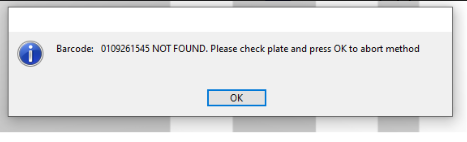 Barcode: 0109261545 NOT FOUND. Please check plate and press OK to abort method
OK